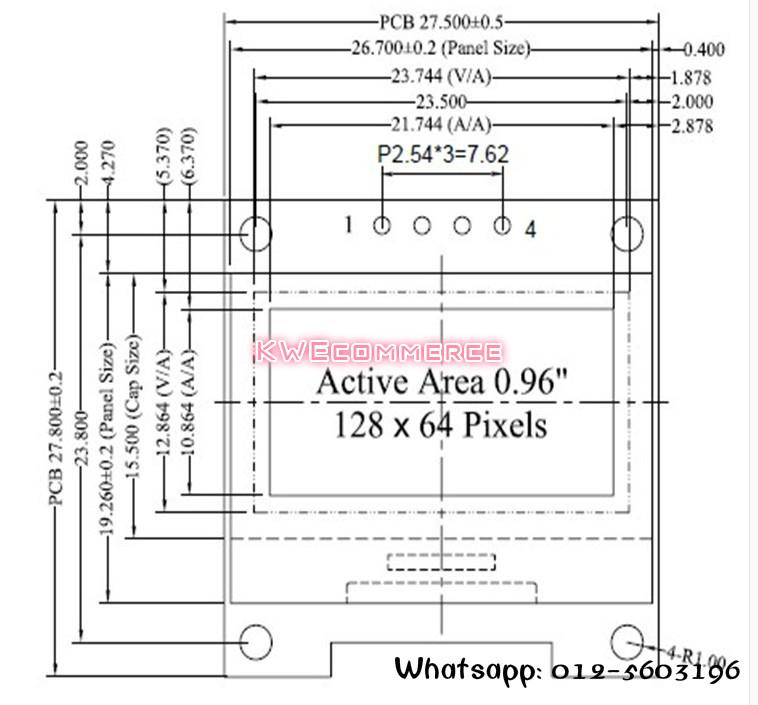 PCB 27.500±0.5
26.700±0.2 (Panel Size)
0.400
23.744 (V/A)
1.878
23.500
2.000
21.744 (A/A)
2.878
P2.54*3=7.62
2.000
4.270
(5.370)
(6.370)
1
4
KWECOMMERCE
Active Area 0.96"
128 x 64 Pixels
PCB 27.800±0.2
23.800
19.260±0.2 (Panel Size)
15.500 (Cap Size)
12.864 (V/A)
10.864 (A/A)
4-R1.00
Whatsapp: 012-5603196